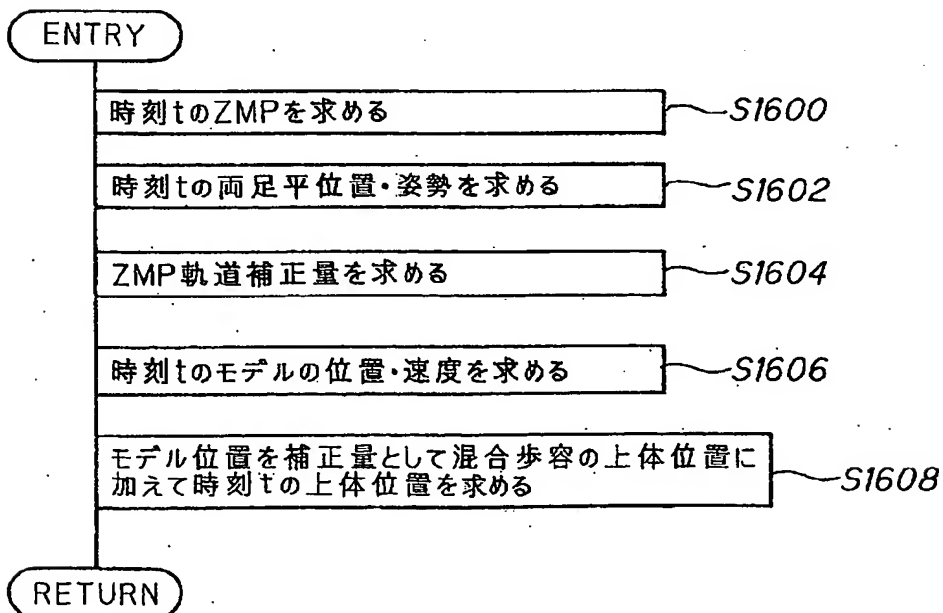 ENTRY
時刻tのZMPを求める
S1600
時刻tの両足平位置・姿勢を求める
S1602
ZMP軌道補正量を求める
S1604
時刻tのモデルの位置・速度を求める
S1606
モデル位置を補正量として混合歩容の上体位置に
加えて時刻tの上体位置を求める
S1608
RETURN